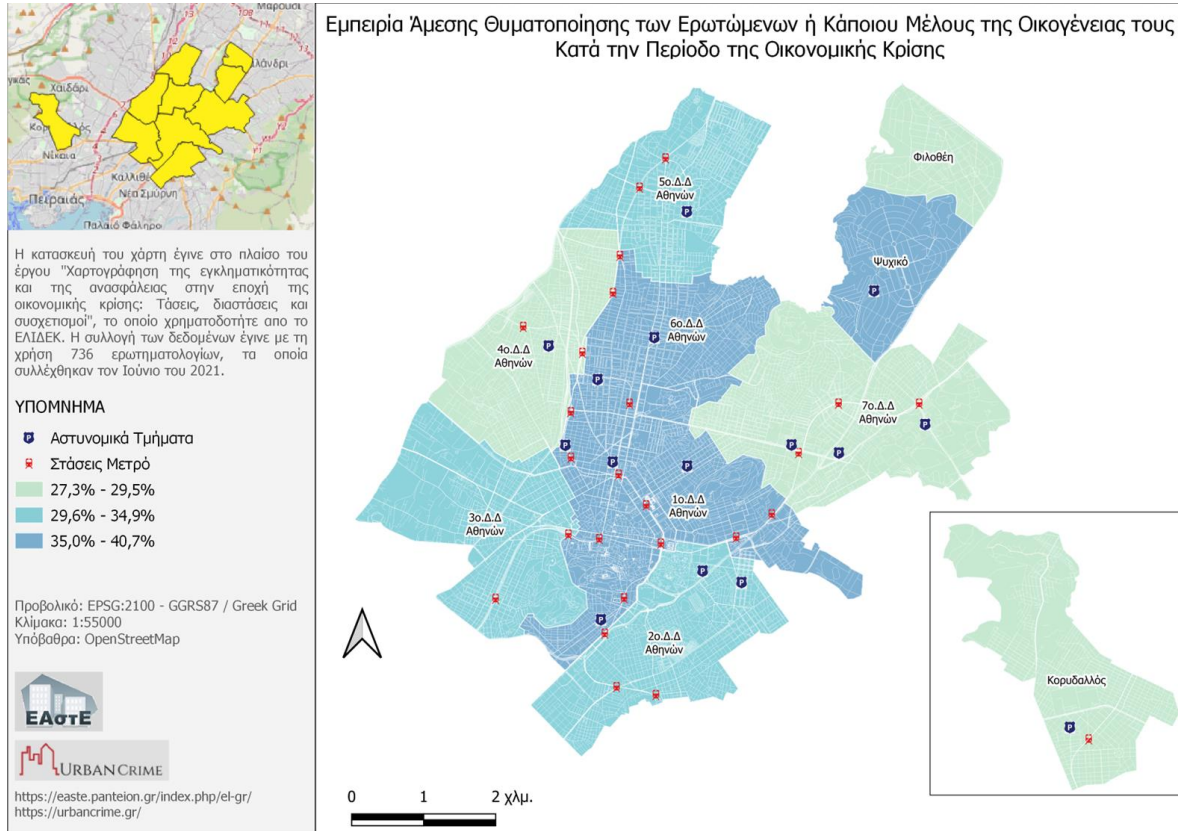 Εμπειρία Άμεσης Θυματοποίησης των Ερωτώμενων ή Κάποιου Μέλους της Οικογένειας τους
Κατά την Περίοδο της Οικονομικής Κρίσης
Μαρουσι
λάνδρι
Χαϊδάρι
Νίκαια
Καλλιθέ
Νέα Σμύρνη
Πειραιάς
Παλαιό Φάληρο
Η κατασκευή του χάρτη έγινε στο πλαίσιο του
έργου "Χαρτογράφηση της εγκληματικότητας
και της ανασφάλειας στην εποχή της
οικονομικής κρίσης: Τάσεις, διαστάσεις και
συσχετισμοί", το οποίο χρηματοδοτήτε απο το
ΕΛΙΔΕΚ. Η συλλογή των δεδομένων έγινε με τη
χρήση 736 ερωτηματολογίων, τα οποία
συλλέχθηκαν τον Ιούνιο του 2021.
ΥΠΟΜΝΗΜΑ
Αστυνομικά Τμήματα
Στάσεις Μετρό
27,3% - 29,5%
29,6% - 34,9%
35,0% - 40,7%
Προβολικό: EPSG:2100 - GGRS87 / Greek Grid
Κλίμακα: 1:55000
Υπόβαθρα: OpenStreetMap
ΕΑστΕ
URBANCRIME
https://easte.panteion.gr/index.php/el-gr/
https://urbancrime.gr/
Φιλοθέη
5ο.Δ.Δ
Αθηνών
Ψυχικό
6ο.Δ.Δ
Αθηνών
4ο.Δ.Δ
Αθηνών
7ο.Δ.Δ
Αθηνών
1ο.Δ.Δ
Αθηνών
3ο.Δ.Δ
Αθηνών
2ο.Δ.Δ
Αθηνών
Κορυδαλλός
0 1 2 χλμ.